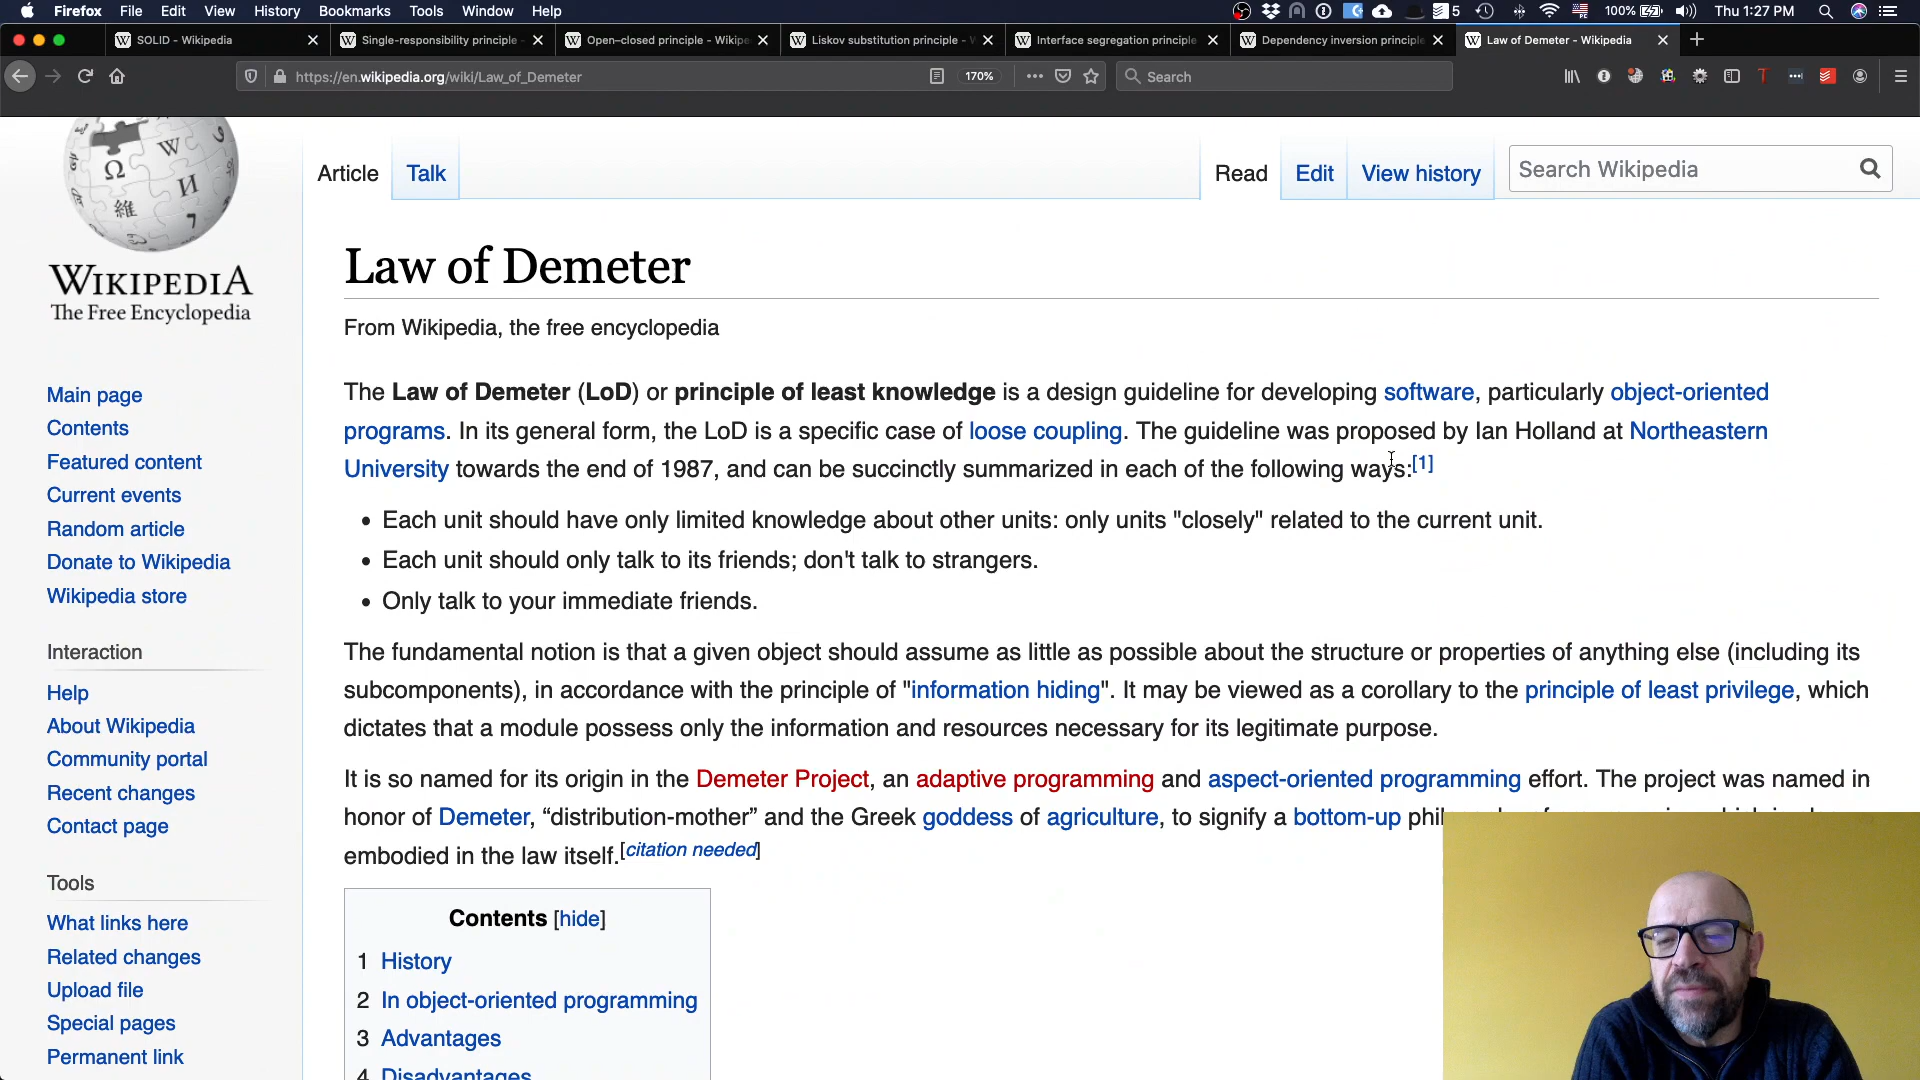 Firefox File Edit View History Bookmarks Tools Window Help 5 100% Thu 1:27 PM
SOLID - Wikipedia Single-responsibility principle - Open–closed principle - Wikipe Liskov substitution principle - Interface segregation principle Dependency inversion principle Law of Demeter - Wikipedia
https://en.wikipedia.org/wiki/Law_of_Demeter 170% Search
Article Talk Read Edit View history Search Wikipedia
WIKIPEDIA
The Free Encyclopedia
Main page
Contents
Featured content
Current events
Random article
Donate to Wikipedia
Wikipedia store
Interaction
Help
About Wikipedia
Community portal
Recent changes
Contact page
Tools
What links here
Related changes
Upload file
Special pages
Permanent link
Law of Demeter
From Wikipedia, the free encyclopedia
The Law of Demeter (LoD) or principle of least knowledge is a design guideline for developing software, particularly object-oriented
programs. In its general form, the LoD is a specific case of loose coupling. The guideline was proposed by Ian Holland at Northeastern
University towards the end of 1987, and can be succinctly summarized in each of the following ways:[1]
• Each unit should have only limited knowledge about other units: only units "closely" related to the current unit.
• Each unit should only talk to its friends; don't talk to strangers.
• Only talk to your immediate friends.
The fundamental notion is that a given object should assume as little as possible about the structure or properties of anything else (including its
subcomponents), in accordance with the principle of "information hiding". It may be viewed as a corollary to the principle of least privilege, which
dictates that a module possess only the information and resources necessary for its legitimate purpose.
It is so named for its origin in the Demeter Project, an adaptive programming and aspect-oriented programming effort. The project was named in
honor of Demeter, “distribution-mother” and the Greek goddess of agriculture, to signify a bottom-up
embodied in the law itself.[citation needed]
Contents [hide]
1 History
2 In object-oriented programming
3 Advantages
4 Disadvantages